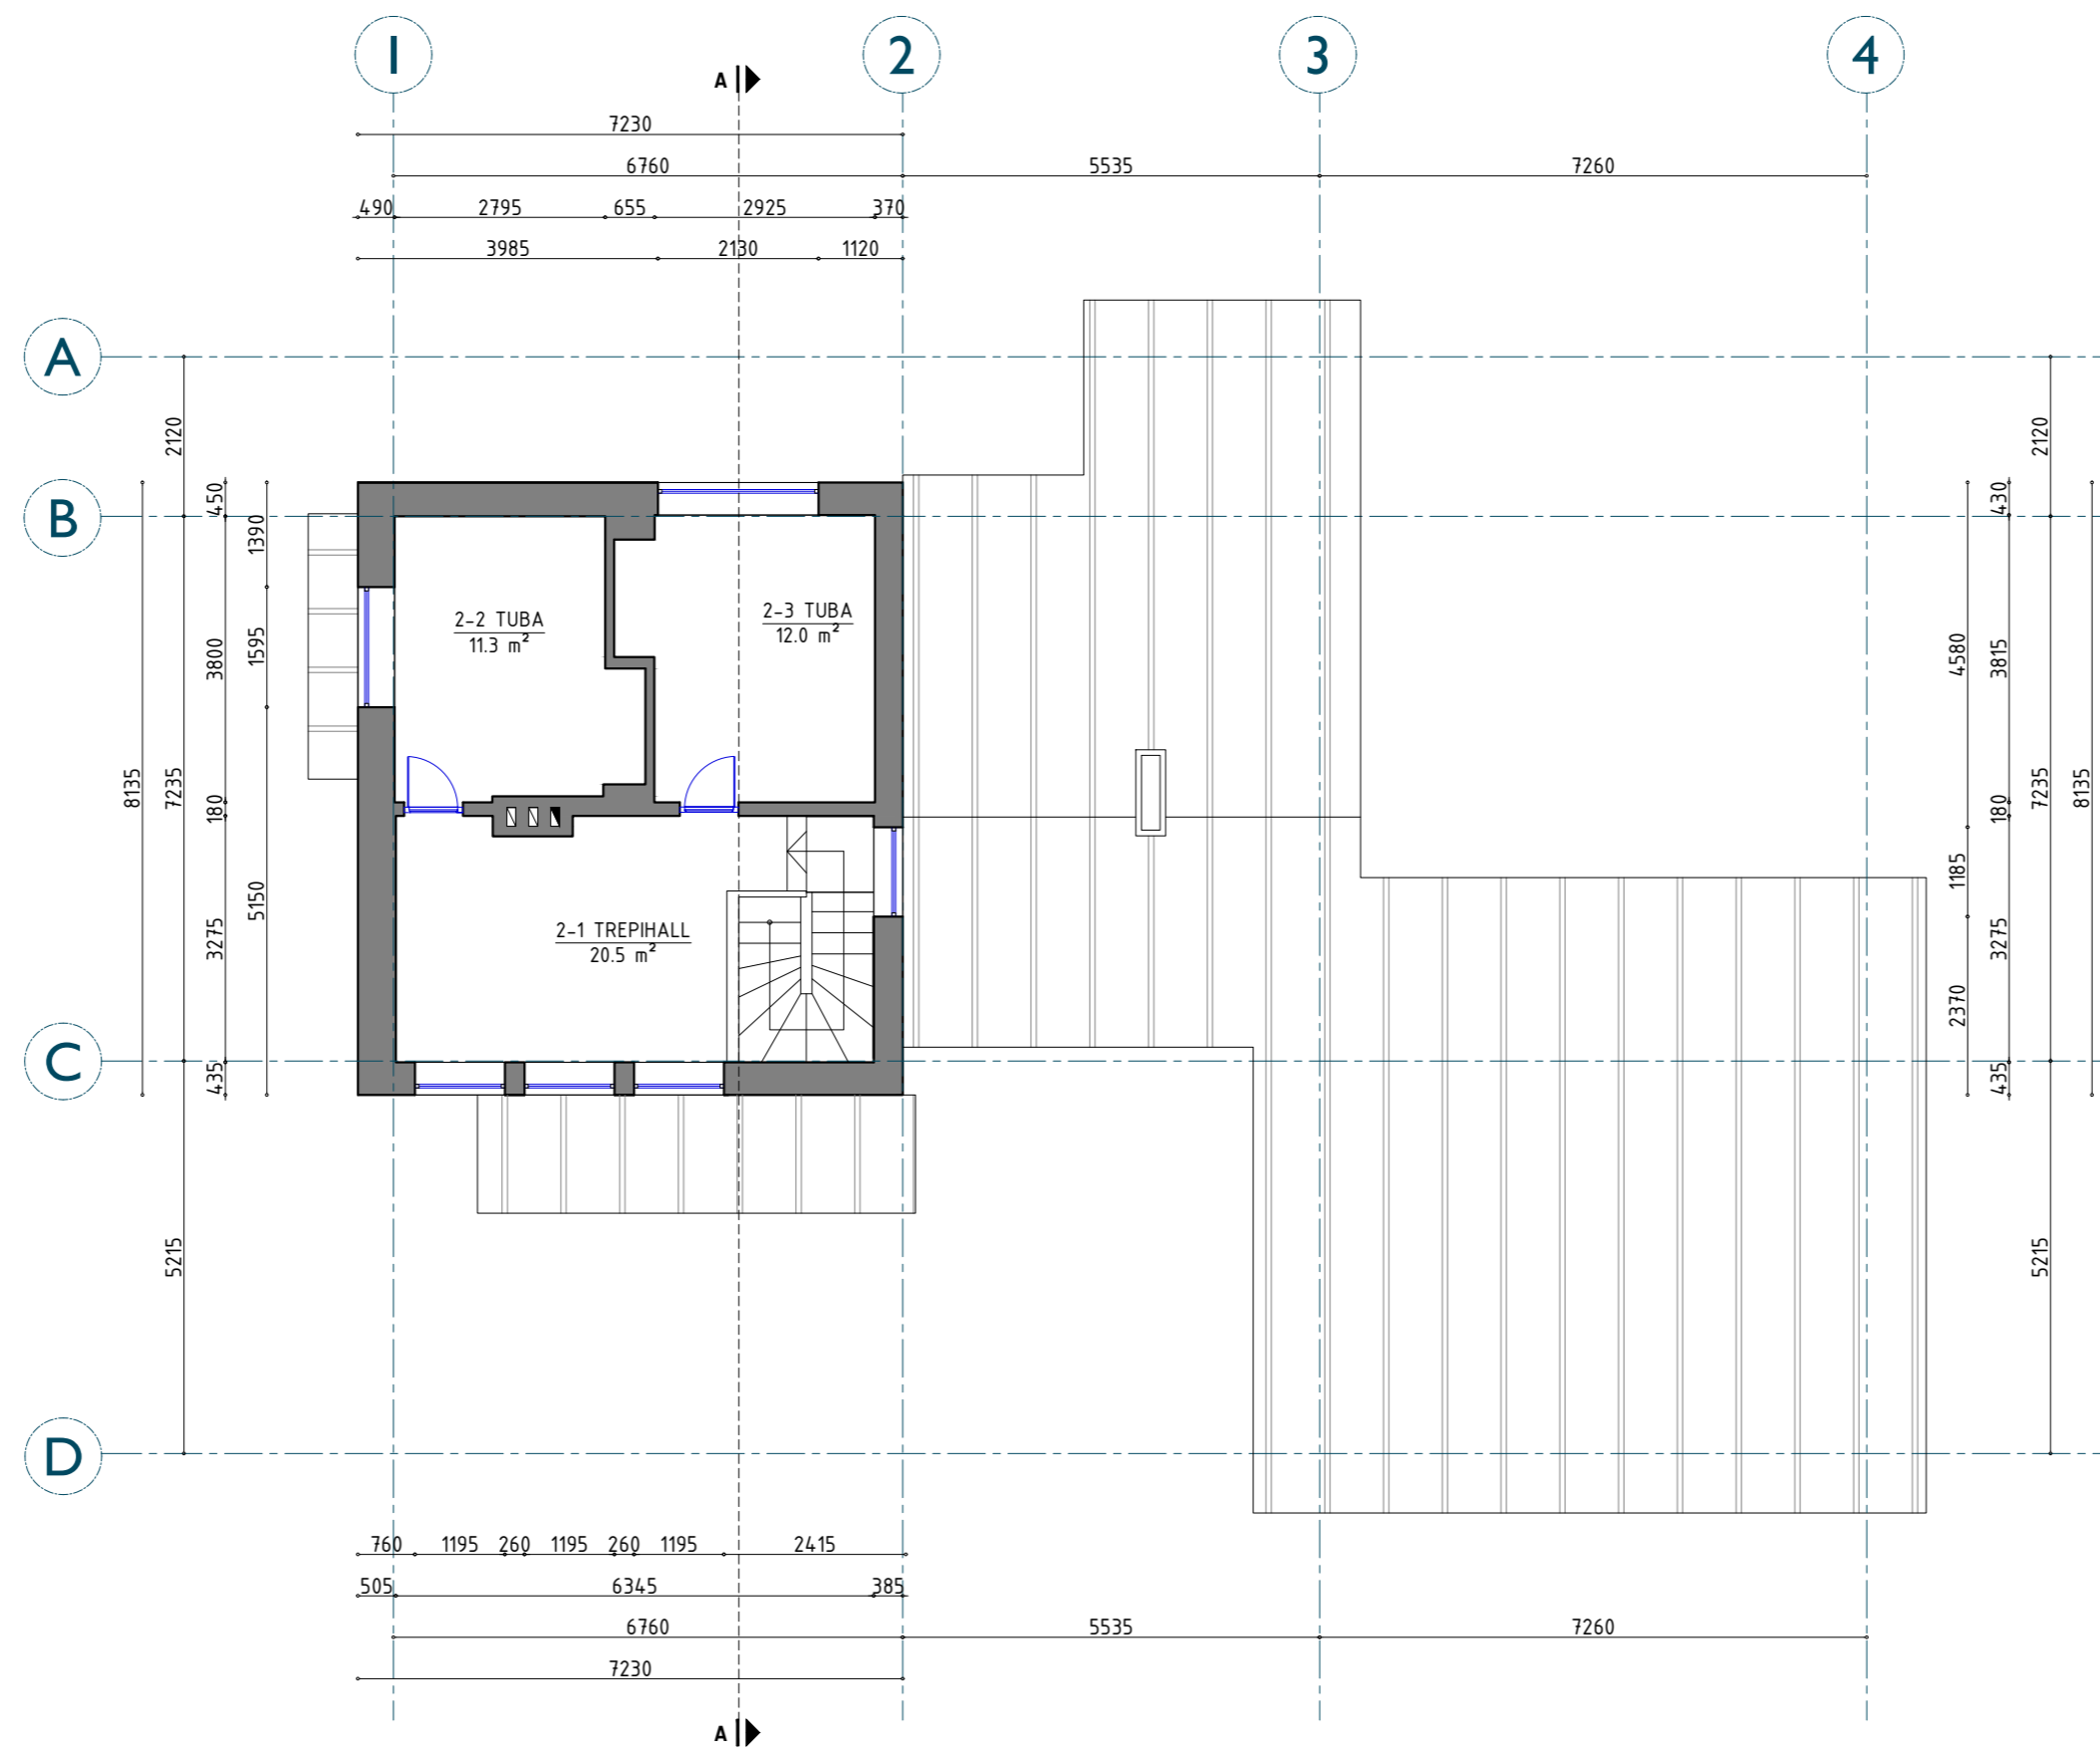 1 2 3 4
A
7230
6760 5535 7260
490 2795 655 2925 370
3985 2130 1120
A
B
C
D
2120
7235
5215
8135
450
3800
180
3275
435
1390
1595
5150
2-2 TUBA
11.3 m²
2-3 TUBA
12.0 m²
2-1 TREPIHALL
20.5 m²
4580
1185
2370
430
3815
180
3275
435
2120
7235
5215
8135
760 1195 260 1195 260 1195 2415
505 6345 385
6760 5535 7260
7230
A